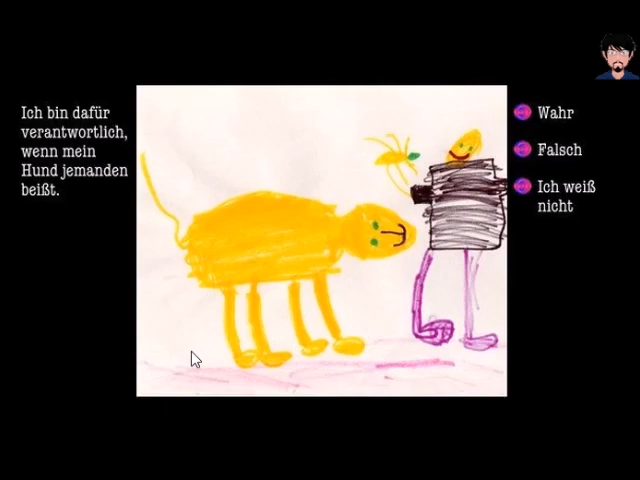 Ich bin dafür
verantwortlich,
wenn mein
Hund jemanden
beißt.
Wahr
Falsch
Ich weiß
nicht